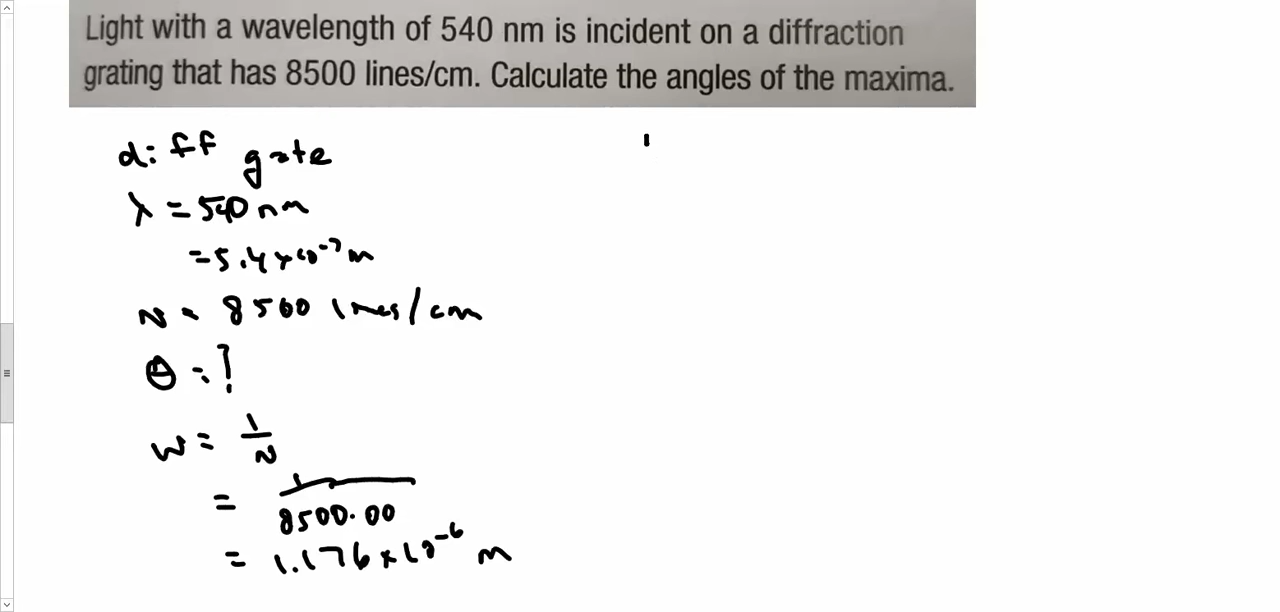 Light with a wavelength of 540 nm is incident on a diffraction
grating that has 8500 lines/cm. Calculate the angles of the maxima.
diff gate
λ = 540 nm
= 5.4 x 10⁻⁷ m
N = 8500 lines/cm
θ = ?
w = 1/N
= 1/8500.00
= 1.176 x 10⁻⁶ m